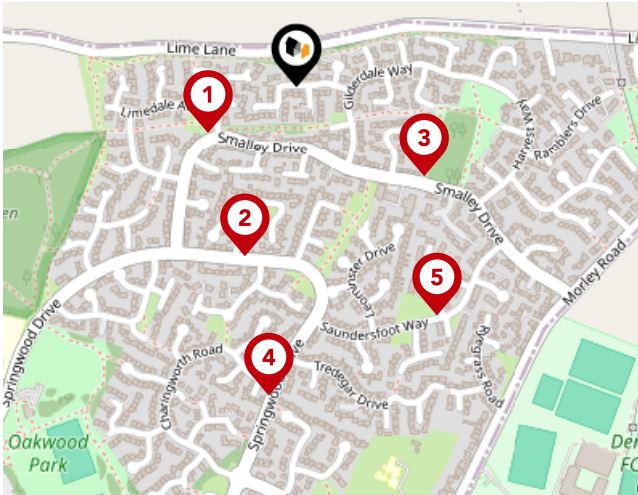 Lime Lane
Li
Limedale A
Gilderdale Way
Harvest Way
Ramblers Drive
1
Smalley Drive
3
Smalley Drive
2
en
Leominster Drive
Morley Road
5
Springwood Drive
Saundersfoot Way
4
Charingworth Road
Springwood Drive
Tredegar Drive
Ryegrass Road
Oakwood
Park
Der
FC